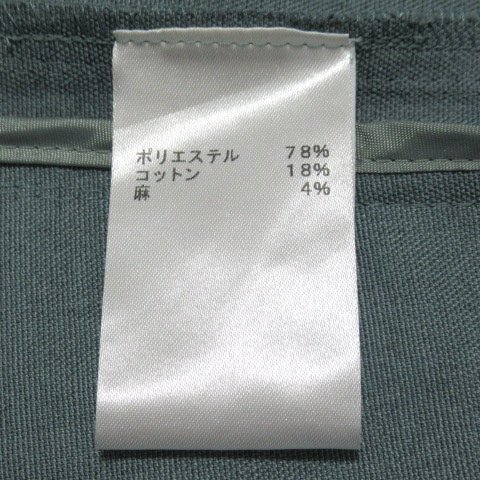 ポリエステル 78%
コットン 18%
麻 4%